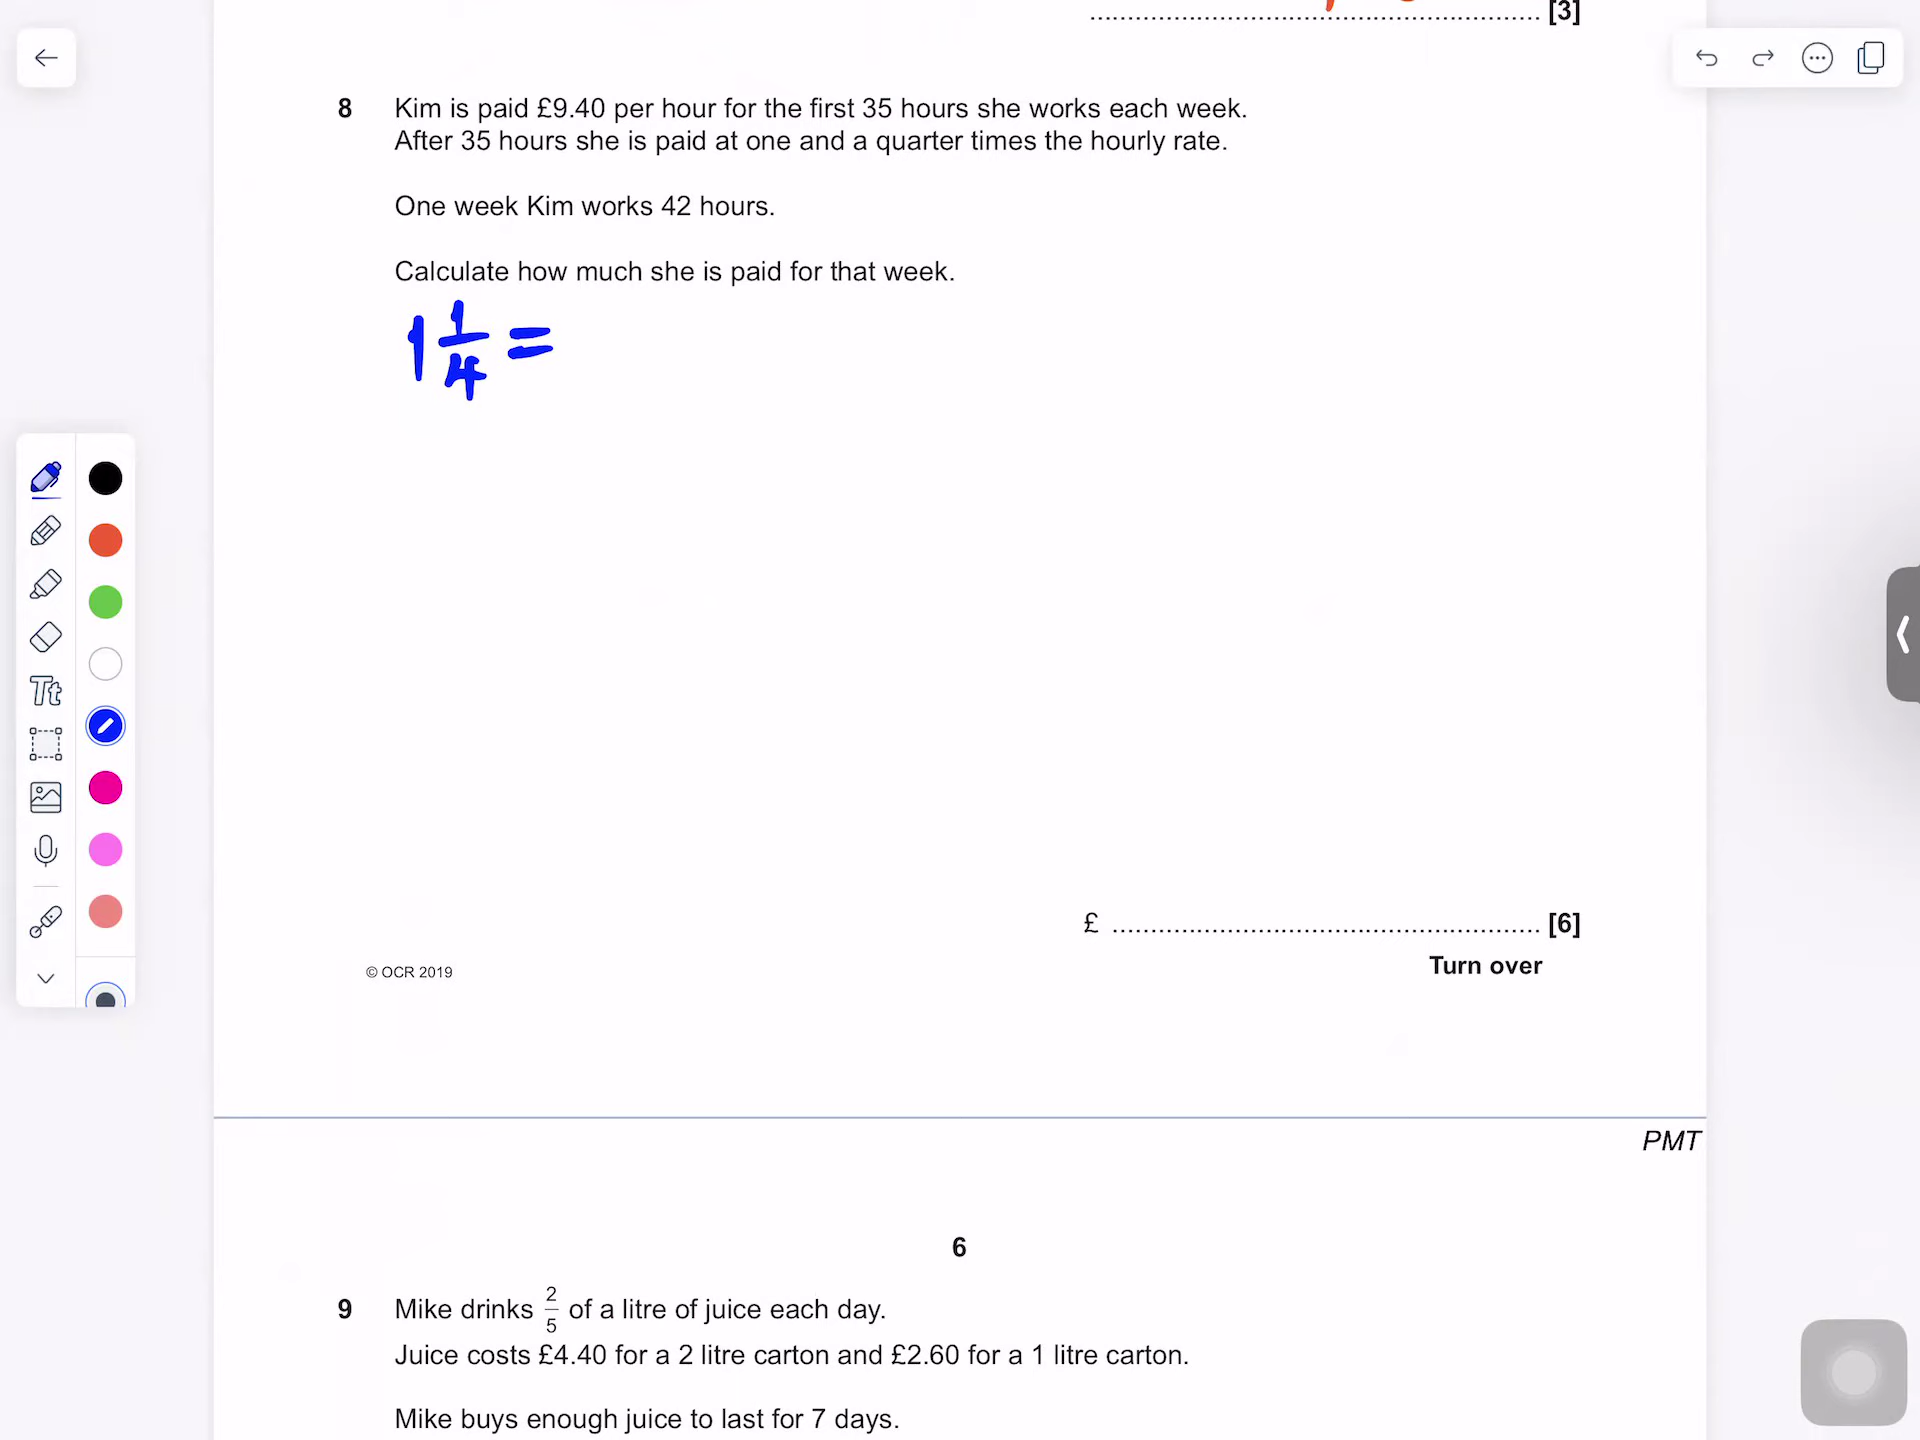 [3]
8 Kim is paid £9.40 per hour for the first 35 hours she works each week.
After 35 hours she is paid at one and a quarter times the hourly rate.
One week Kim works 42 hours.
Calculate how much she is paid for that week.
1 1/4 =
Tt
£ ........................................................ [6]
© OCR 2019
Turn over
PMT
6
9 Mike drinks 2/5 of a litre of juice each day.
Juice costs £4.40 for a 2 litre carton and £2.60 for a 1 litre carton.
Mike buys enough juice to last for 7 days.